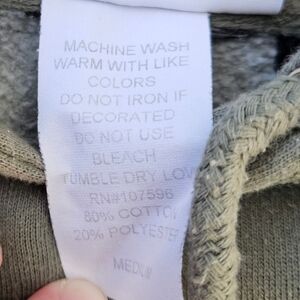 MACHINE WASH
WARM WITH LIKE
COLORS
DO NOT IRON IF
DECORATED
DO NOT USE
BLEACH
TUMBLE DRY LOW
RN#107596
80% COTTON
20% POLYESTER
MEDIUM